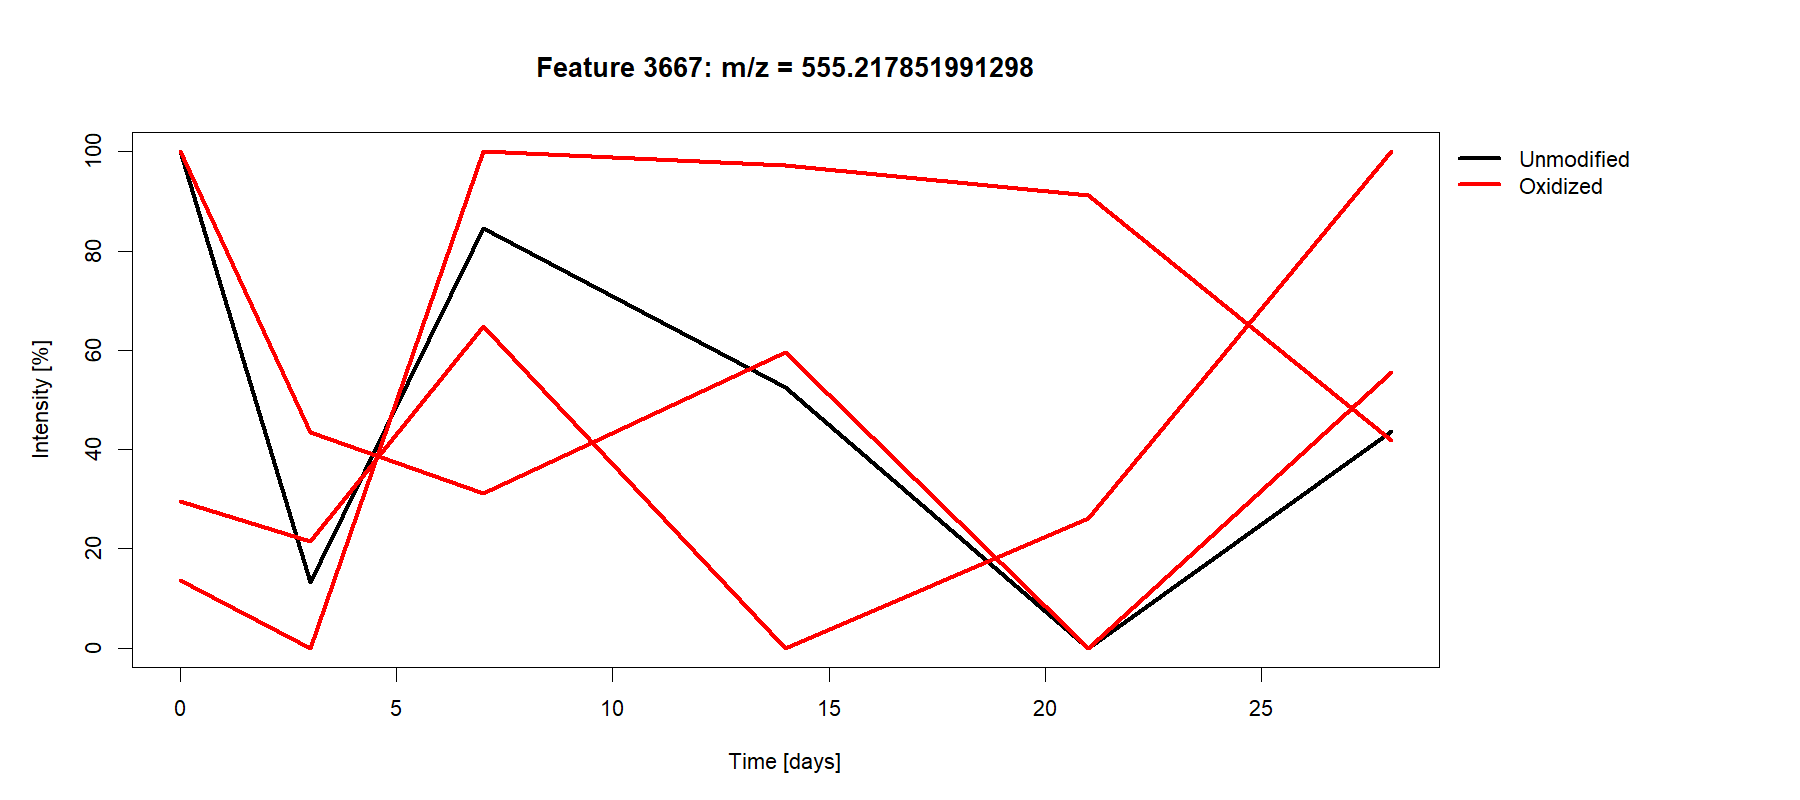 Feature 3667: m/z = 555.217851991298
100
80
60
40
20
0
Intensity [%]
0 5 10 15 20 25
Time [days]
Unmodified
Oxidized